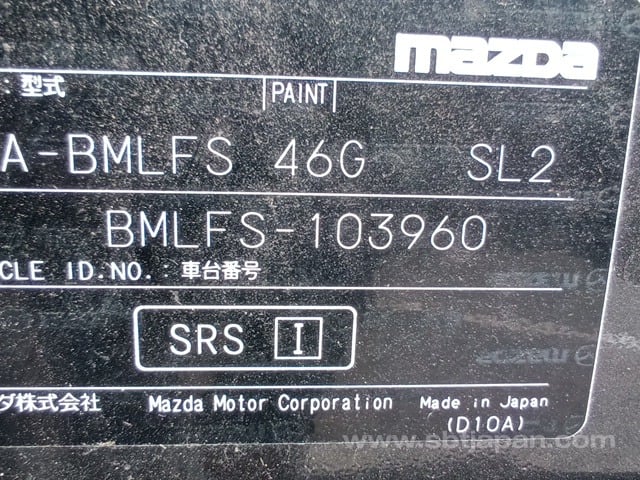 mazda
: 型式 PAINT
A-BMLFS 46G SL2
BMLFS-103960
CLE ID.NO.: 車台番号
SRS I
ダ株式会社 Mazda Motor Corporation Made in Japan
(D10A)
www.sbtjapan.com